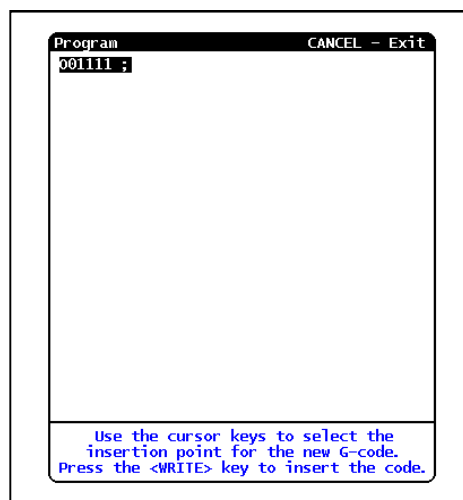 Program CANCEL - Exit
O01111 ;
Use the cursor keys to select the
insertion point for the new G-code.
Press the <WRITE> key to insert the code.